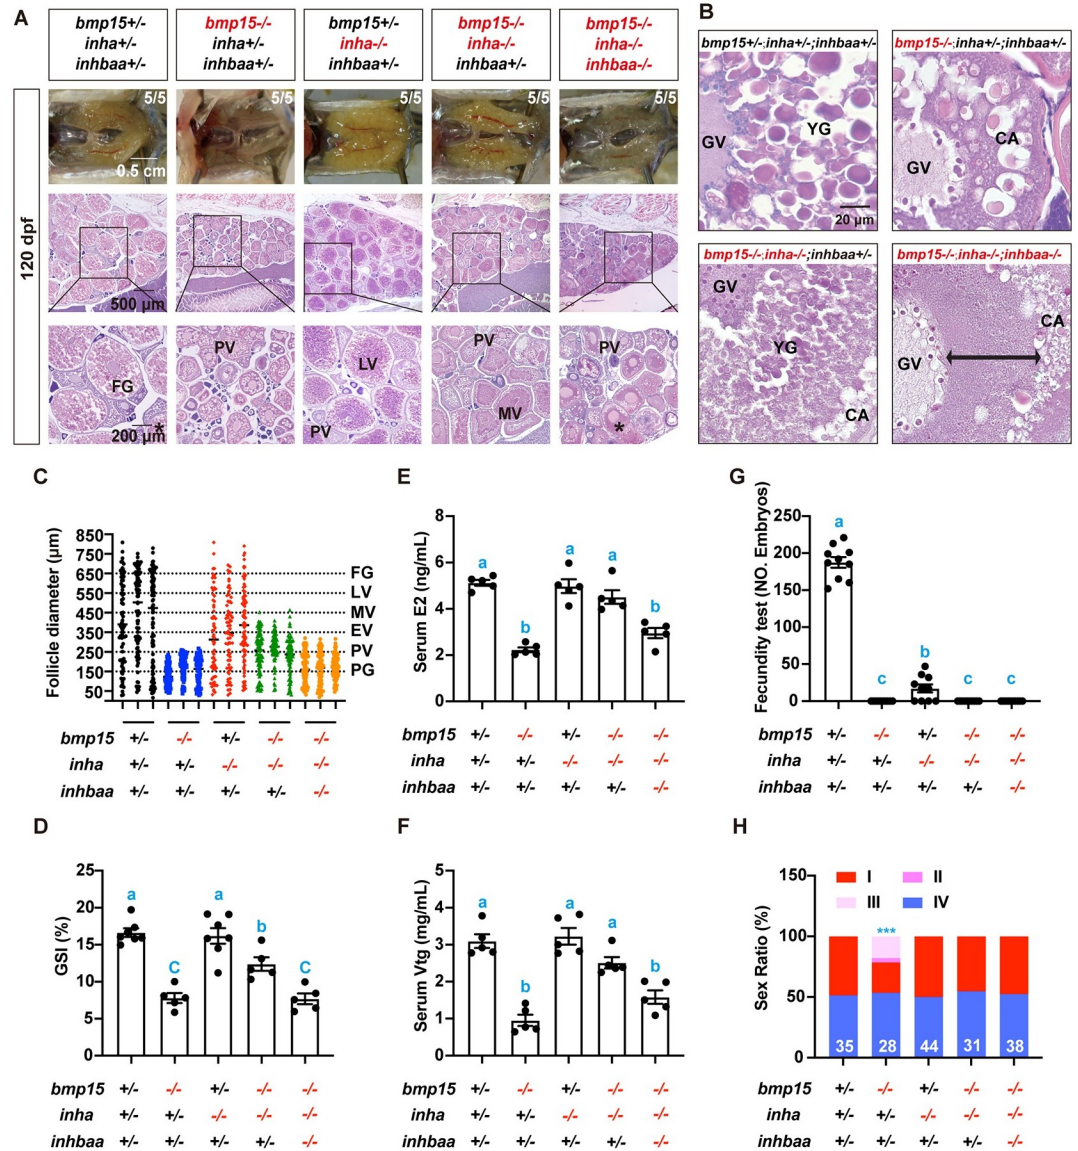 A
bmp15+/-
inha+/-
inhbaa+/-
bmp15-/-
inha+/-
inhbaa+/-
bmp15+/-
inha-/-
inhbaa+/-
bmp15-/-
inha-/-
inhbaa+/-
bmp15-/-
inha-/-
inhbaa-/-
120 dpf
5/5
5/5
5/5
5/5
5/5
0.5 cm
500 µm
FG
200 µm
*
PV
LV
PV
PV
MV
PV
*
B
bmp15+/-;inha+/-;inhbaa+/-
GV
YG
20 µm
bmp15-/-;inha+/-;inhbaa+/-
GV
CA
bmp15-/-;inha-/-;inhbaa+/-
GV
YG
CA
bmp15-/-;inha-/-;inhbaa-/-
GV
CA
C
Follicle diameter (µm)
850
750
650
550
450
350
250
150
50
FG
LV
MV
EV
PV
PG
bmp15 +/- -/- +/- -/- -/-
inha +/- +/- -/- -/- -/-
inhbaa +/- +/- +/- +/- -/-
E
Serum E2 (ng/mL)
8
6
4
2
0
a
b
a
a
b
bmp15 +/- -/- +/- -/- -/-
inha +/- +/- -/- -/- -/-
inhbaa +/- +/- +/- +/- -/-
G
Fecundity test (NO. Embryos)
250
200
150
100
50
0
a
c
b
c
c
bmp15 +/- -/- +/- -/- -/-
inha +/- +/- -/- -/- -/-
inhbaa +/- +/- +/- +/- -/-
D
GSI (%)
25
20
15
10
5
0
a
C
a
b
C
bmp15 +/- -/- +/- -/- -/-
inha +/- +/- -/- -/- -/-
inhbaa +/- +/- +/- +/- -/-
F
Serum Vtg (mg/mL)
5
4
3
2
1
0
a
b
a
a
b
bmp15 +/- -/- +/- -/- -/-
inha +/- +/- -/- -/- -/-
inhbaa +/- +/- +/- +/- -/-
H
Sex Ratio (%)
150
100
50
0
I
II
III
IV
***
35 28 44 31 38
bmp15 +/- -/- +/- -/- -/-
inha +/- +/- -/- -/- -/-
inhbaa +/- +/- +/- +/- -/-